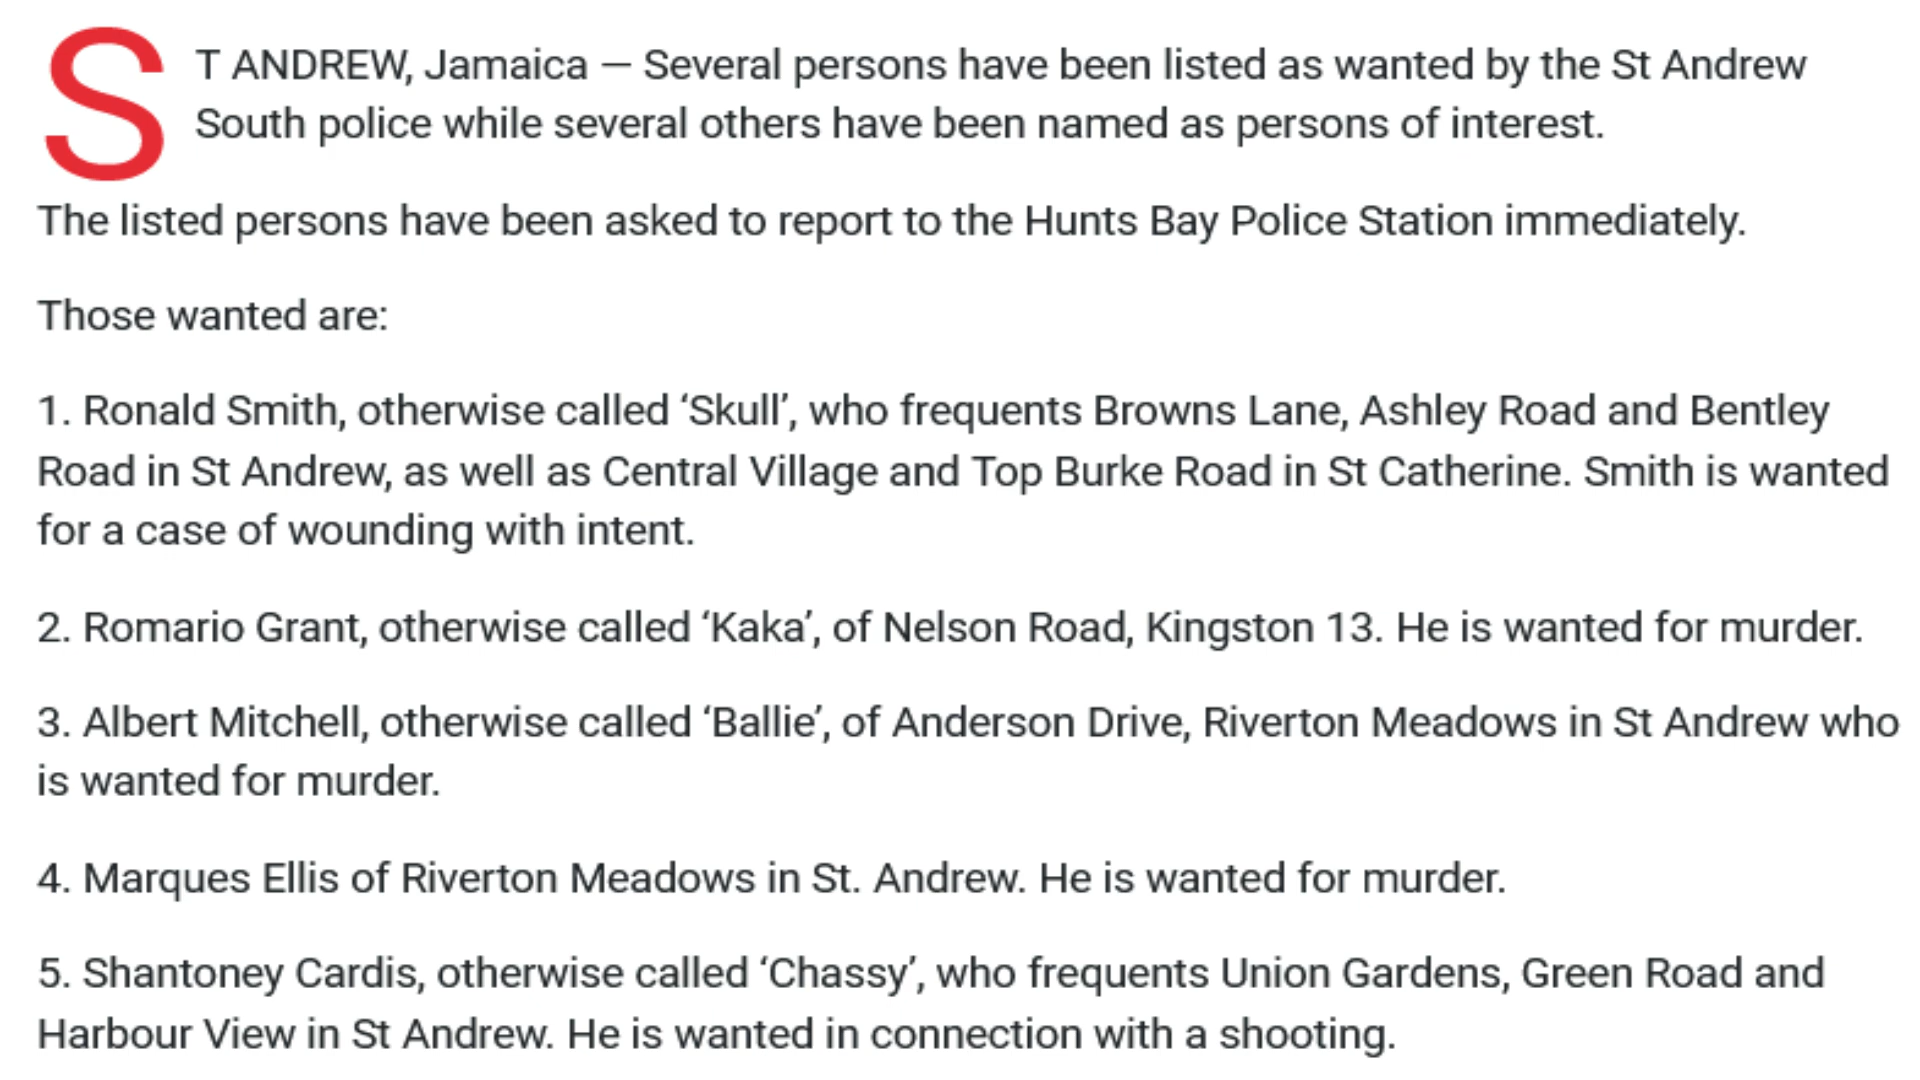 ST ANDREW, Jamaica — Several persons have been listed as wanted by the St Andrew
South police while several others have been named as persons of interest.
The listed persons have been asked to report to the Hunts Bay Police Station immediately.
Those wanted are:
1. Ronald Smith, otherwise called ‘Skull’, who frequents Browns Lane, Ashley Road and Bentley
Road in St Andrew, as well as Central Village and Top Burke Road in St Catherine. Smith is wanted
for a case of wounding with intent.
2. Romario Grant, otherwise called ‘Kaka’, of Nelson Road, Kingston 13. He is wanted for murder.
3. Albert Mitchell, otherwise called ‘Ballie’, of Anderson Drive, Riverton Meadows in St Andrew who
is wanted for murder.
4. Marques Ellis of Riverton Meadows in St. Andrew. He is wanted for murder.
5. Shantoney Cardis, otherwise called ‘Chassy’, who frequents Union Gardens, Green Road and
Harbour View in St Andrew. He is wanted in connection with a shooting.